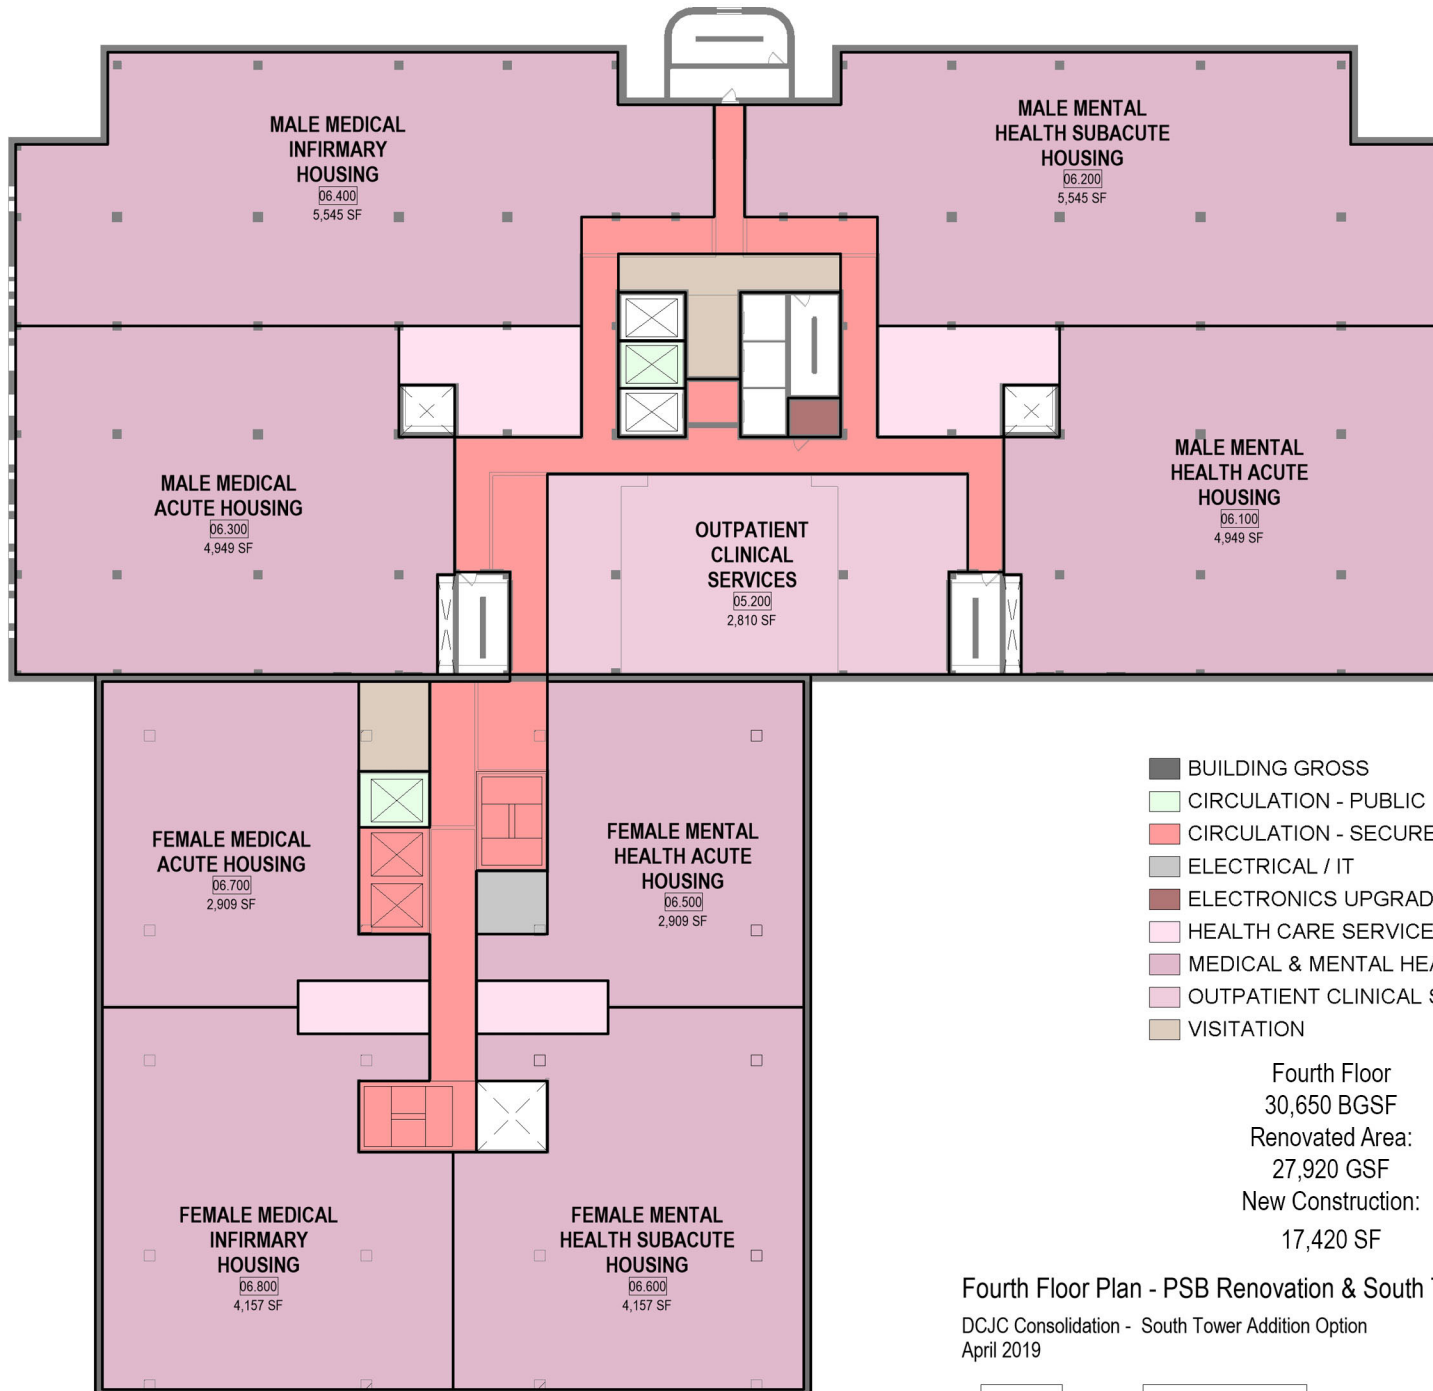 MALE MEDICAL
INFIRMARY
HOUSING
06.400
5,545 SF
MALE MENTAL
HEALTH SUBACUTE
HOUSING
06.200
5,545 SF
MALE MEDICAL
ACUTE HOUSING
06.300
4,949 SF
OUTPATIENT
CLINICAL
SERVICES
05.200
2,810 SF
MALE MENTAL
HEALTH ACUTE
HOUSING
06.100
4,949 SF
FEMALE MEDICAL
ACUTE HOUSING
06.700
2,909 SF
FEMALE MENTAL
HEALTH ACUTE
HOUSING
06.500
2,909 SF
FEMALE MEDICAL
INFIRMARY
HOUSING
06.800
4,157 SF
FEMALE MENTAL
HEALTH SUBACUTE
HOUSING
06.600
4,157 SF
BUILDING GROSS
CIRCULATION - PUBLIC
CIRCULATION - SECURE
ELECTRICAL / IT
ELECTRONICS UPGRAD
HEALTH CARE SERVICE
MEDICAL & MENTAL HEA
OUTPATIENT CLINICAL S
VISITATION
Fourth Floor
30,650 BGSF
Renovated Area:
27,920 GSF
New Construction:
17,420 SF
Fourth Floor Plan - PSB Renovation & South
DCJC Consolidation - South Tower Addition Option
April 2019